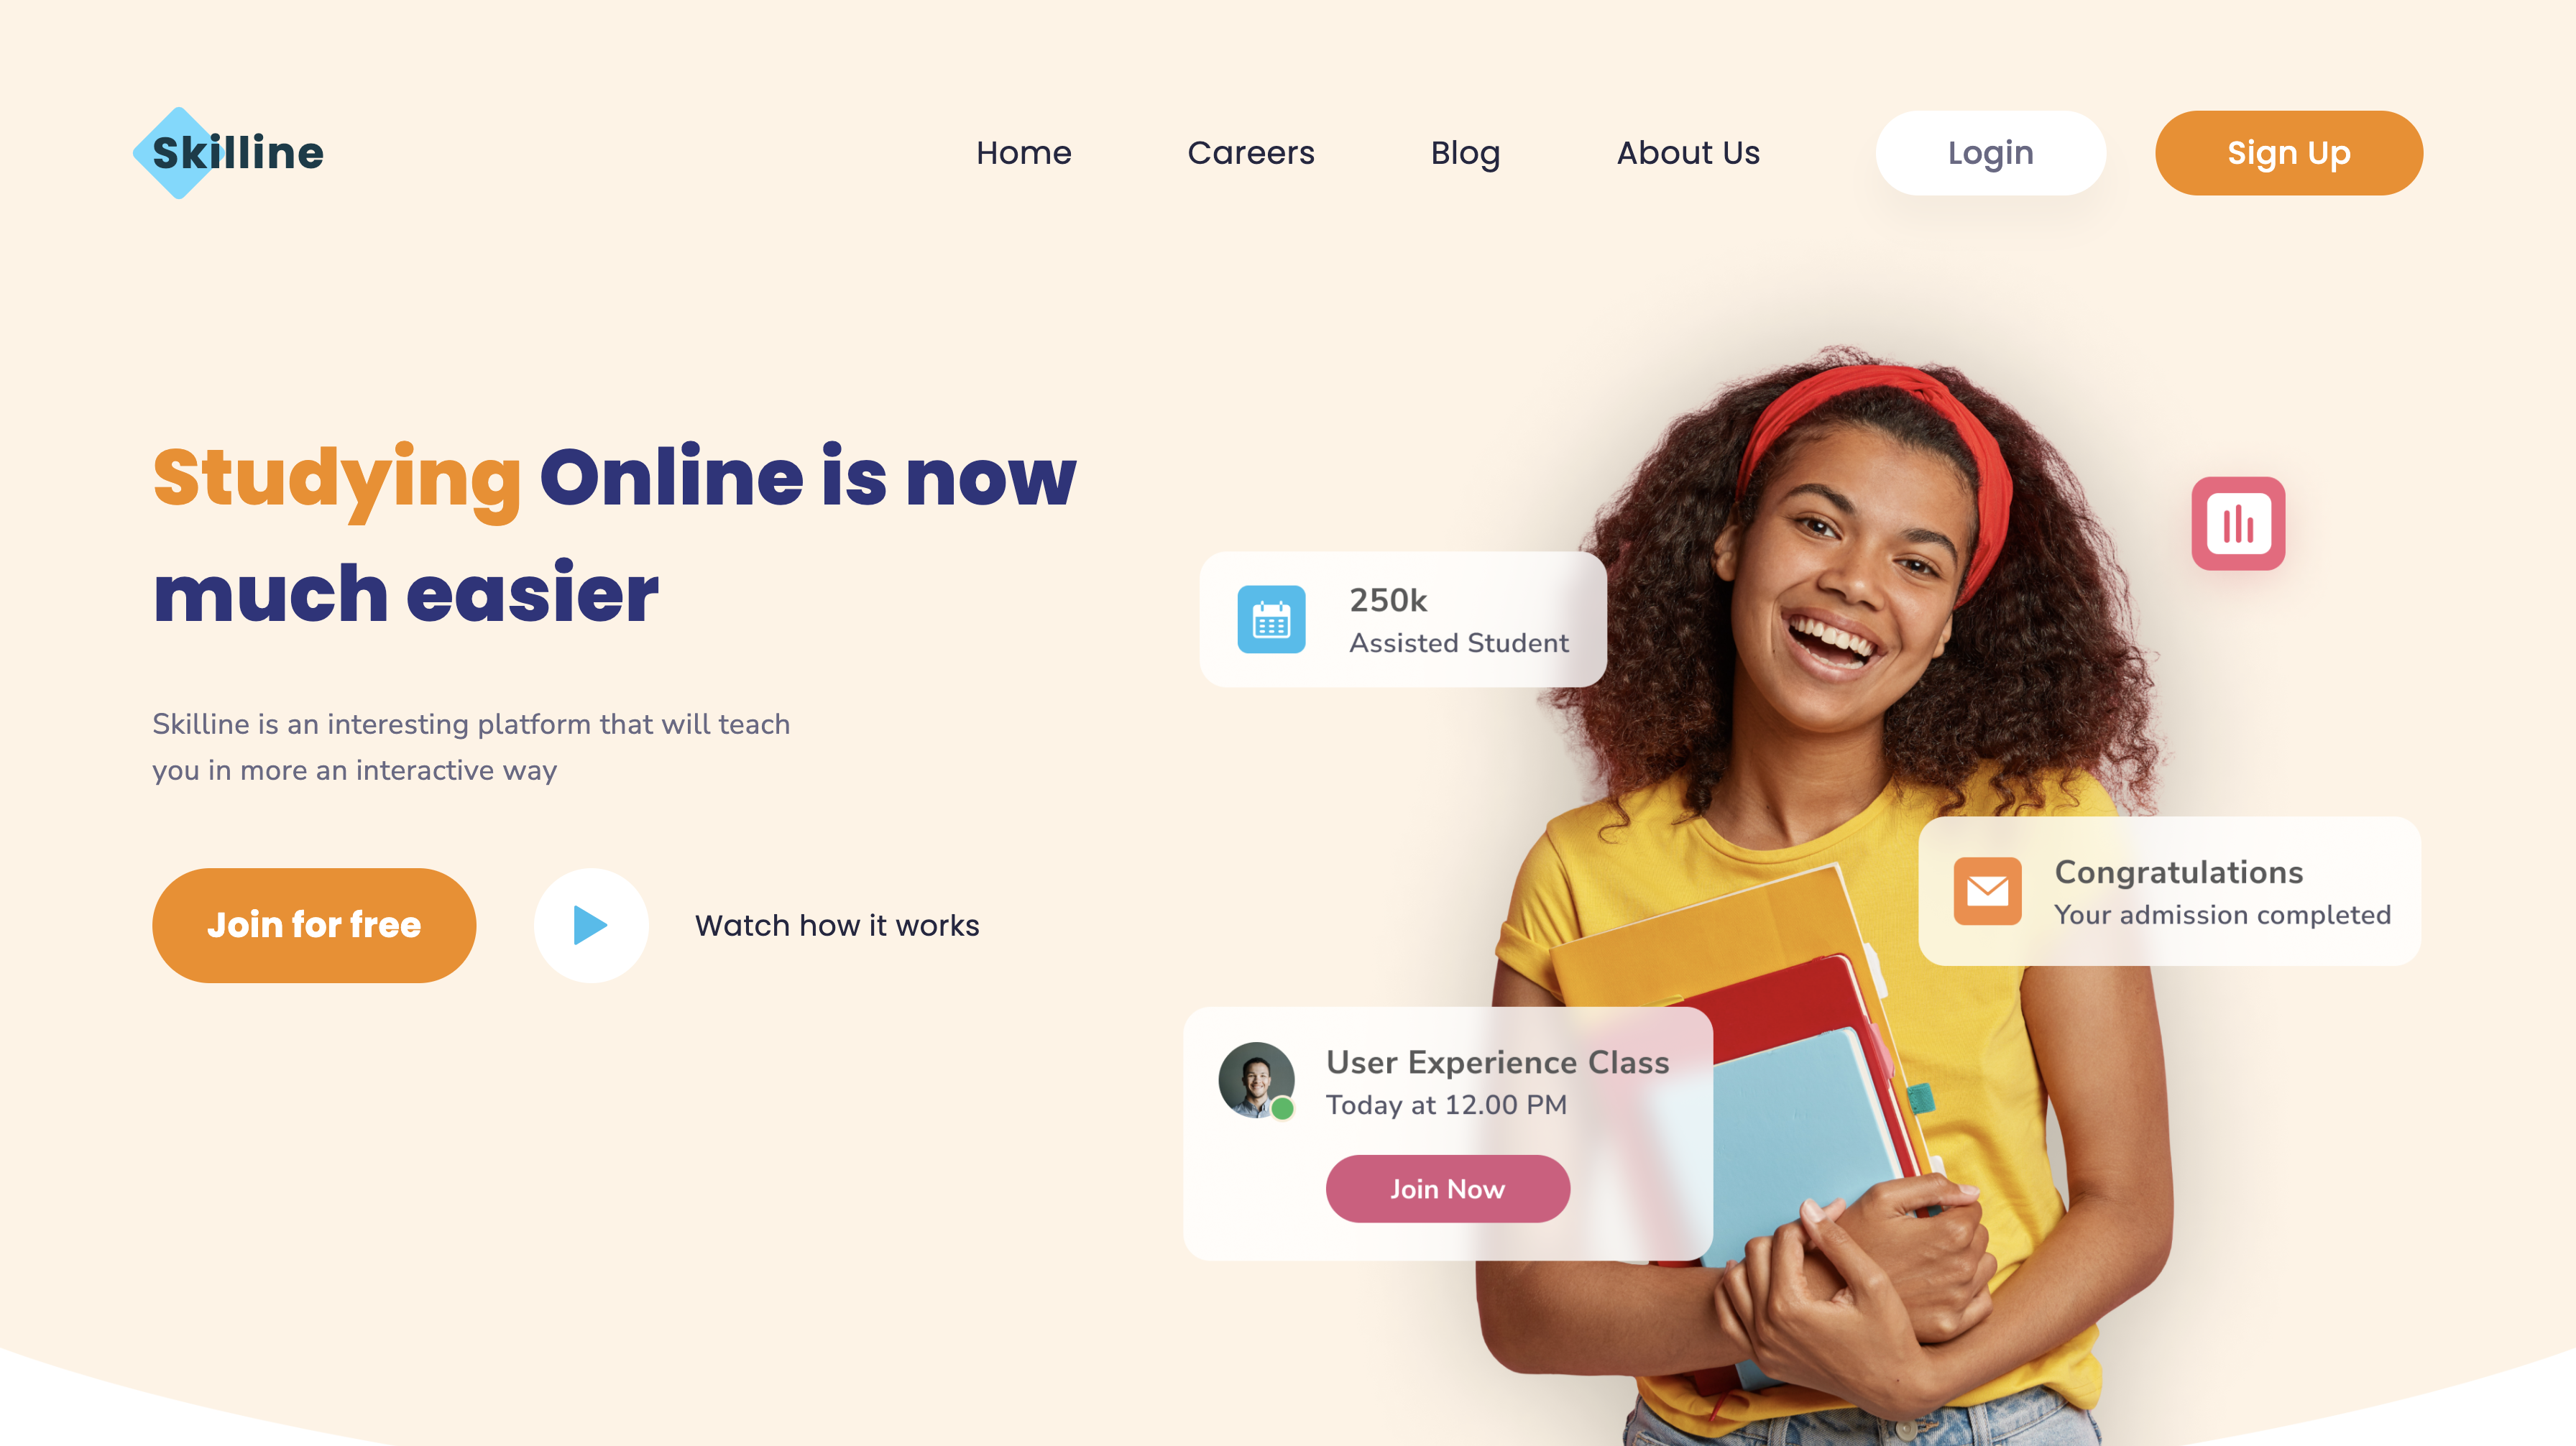 Skilline
Home
Careers
Blog
About Us
Login
Sign Up
Studying Online is now
much easier
Skilline is an interesting platform that will teach
you in more an interactive way
Join for free
Watch how it works
250k
Assisted Student
Congratulations
Your admission completed
User Experience Class
Today at 12.00 PM
Join Now